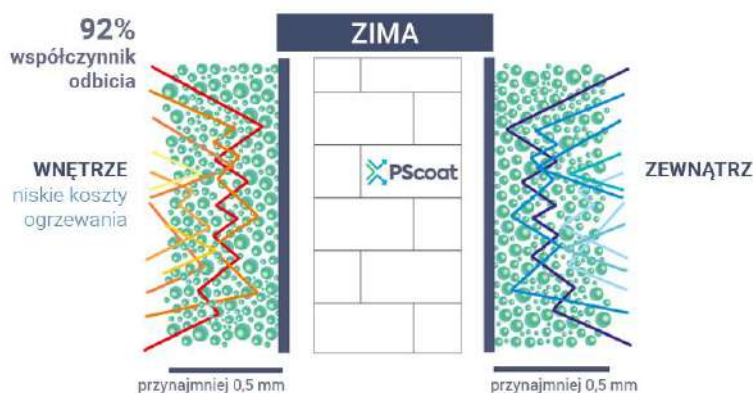 92%
współczynnik
odbicia
ZIMA
WNĘTRZE
niskie koszty
ogrzewania
PScoat
ZEWNĄTRZ
przynajmniej 0,5 mm
przynajmniej 0,5 mm